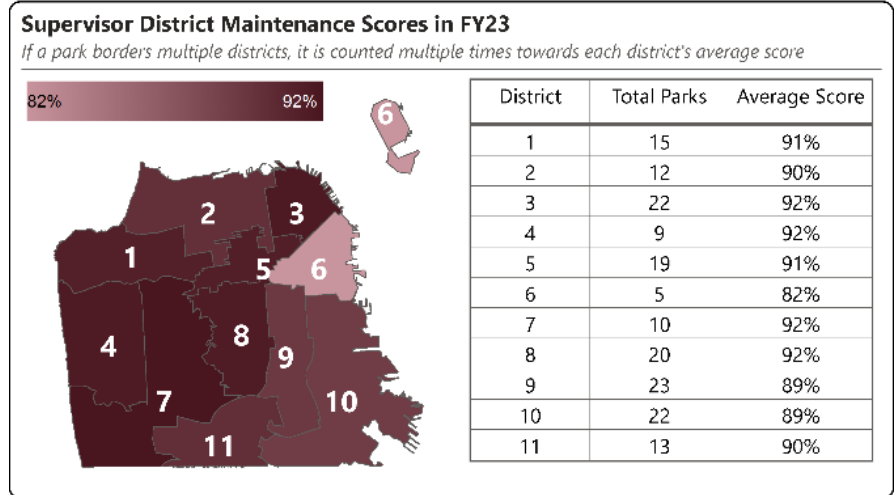 Supervisor District Maintenance Scores in FY23
If a park borders multiple districts, it is counted multiple times towards each district's average score
82% 92%
6
2
3
1
5
6
4
8
9
7
10
11
District Total Parks Average Score
1 15 91%
2 12 90%
3 22 92%
4 9 92%
5 19 91%
6 5 82%
7 10 92%
8 20 92%
9 23 89%
10 22 89%
11 13 90%